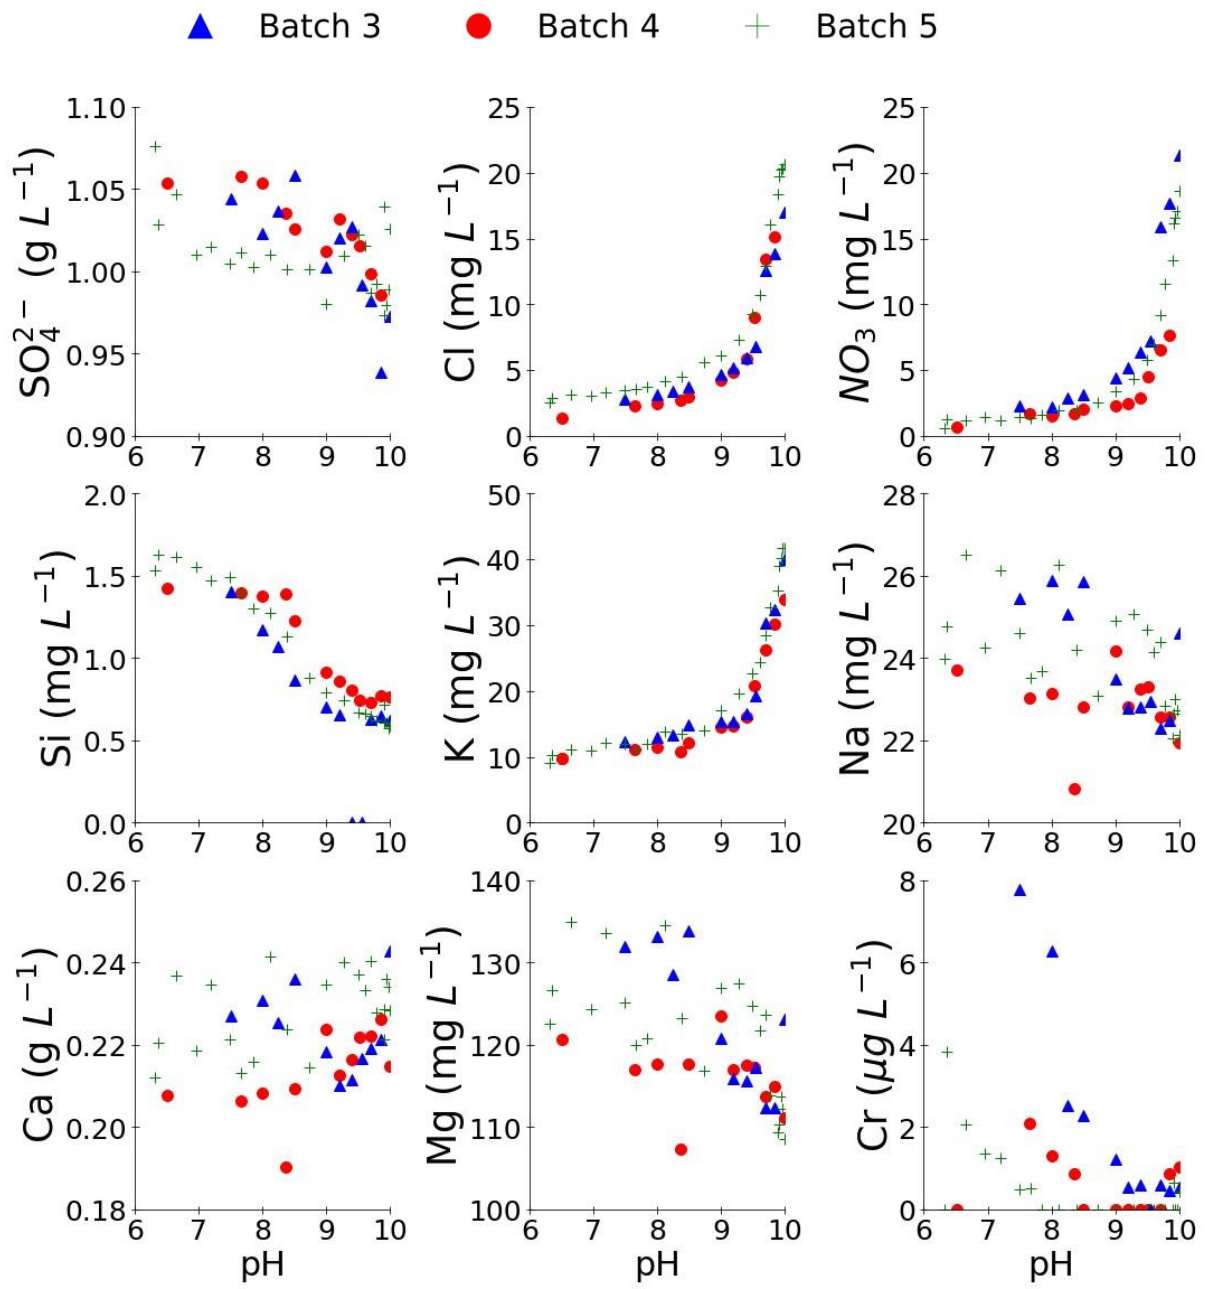 Batch 3 Batch 4 Batch 5
SO₄²⁻ (g L⁻¹)
1.10
1.05
1.00
0.95
0.90
6 7 8 9 10
Cl (mg L⁻¹)
25
20
15
10
5
0
6 7 8 9 10
NO₃ (mg L⁻¹)
25
20
15
10
5
0
6 7 8 9 10
Si (mg L⁻¹)
2.0
1.5
1.0
0.5
0.0
6 7 8 9 10
K (mg L⁻¹)
50
40
30
20
10
0
6 7 8 9 10
Na (mg L⁻¹)
28
26
24
22
20
6 7 8 9 10
Ca (g L⁻¹)
0.26
0.24
0.22
0.20
0.18
6 7 8 9 10
pH
Mg (mg L⁻¹)
140
130
120
110
100
6 7 8 9 10
pH
Cr (μg L⁻¹)
8
6
4
2
0
6 7 8 9 10
pH